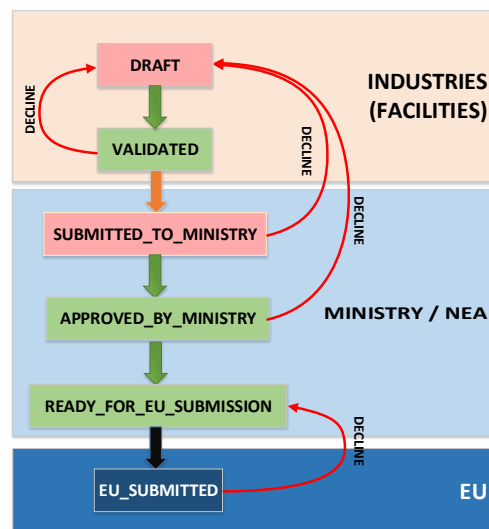 DRAFT
INDUSTRIES
(FACILITIES)
DECLINE
VALIDATED
DECLINE
SUBMITTED_TO_MINISTRY
DECLINE
APPROVED_BY_MINISTRY
MINISTRY / NEA
READY_FOR_EU_SUBMISSION
DECLINE
EU_SUBMITTED
EU